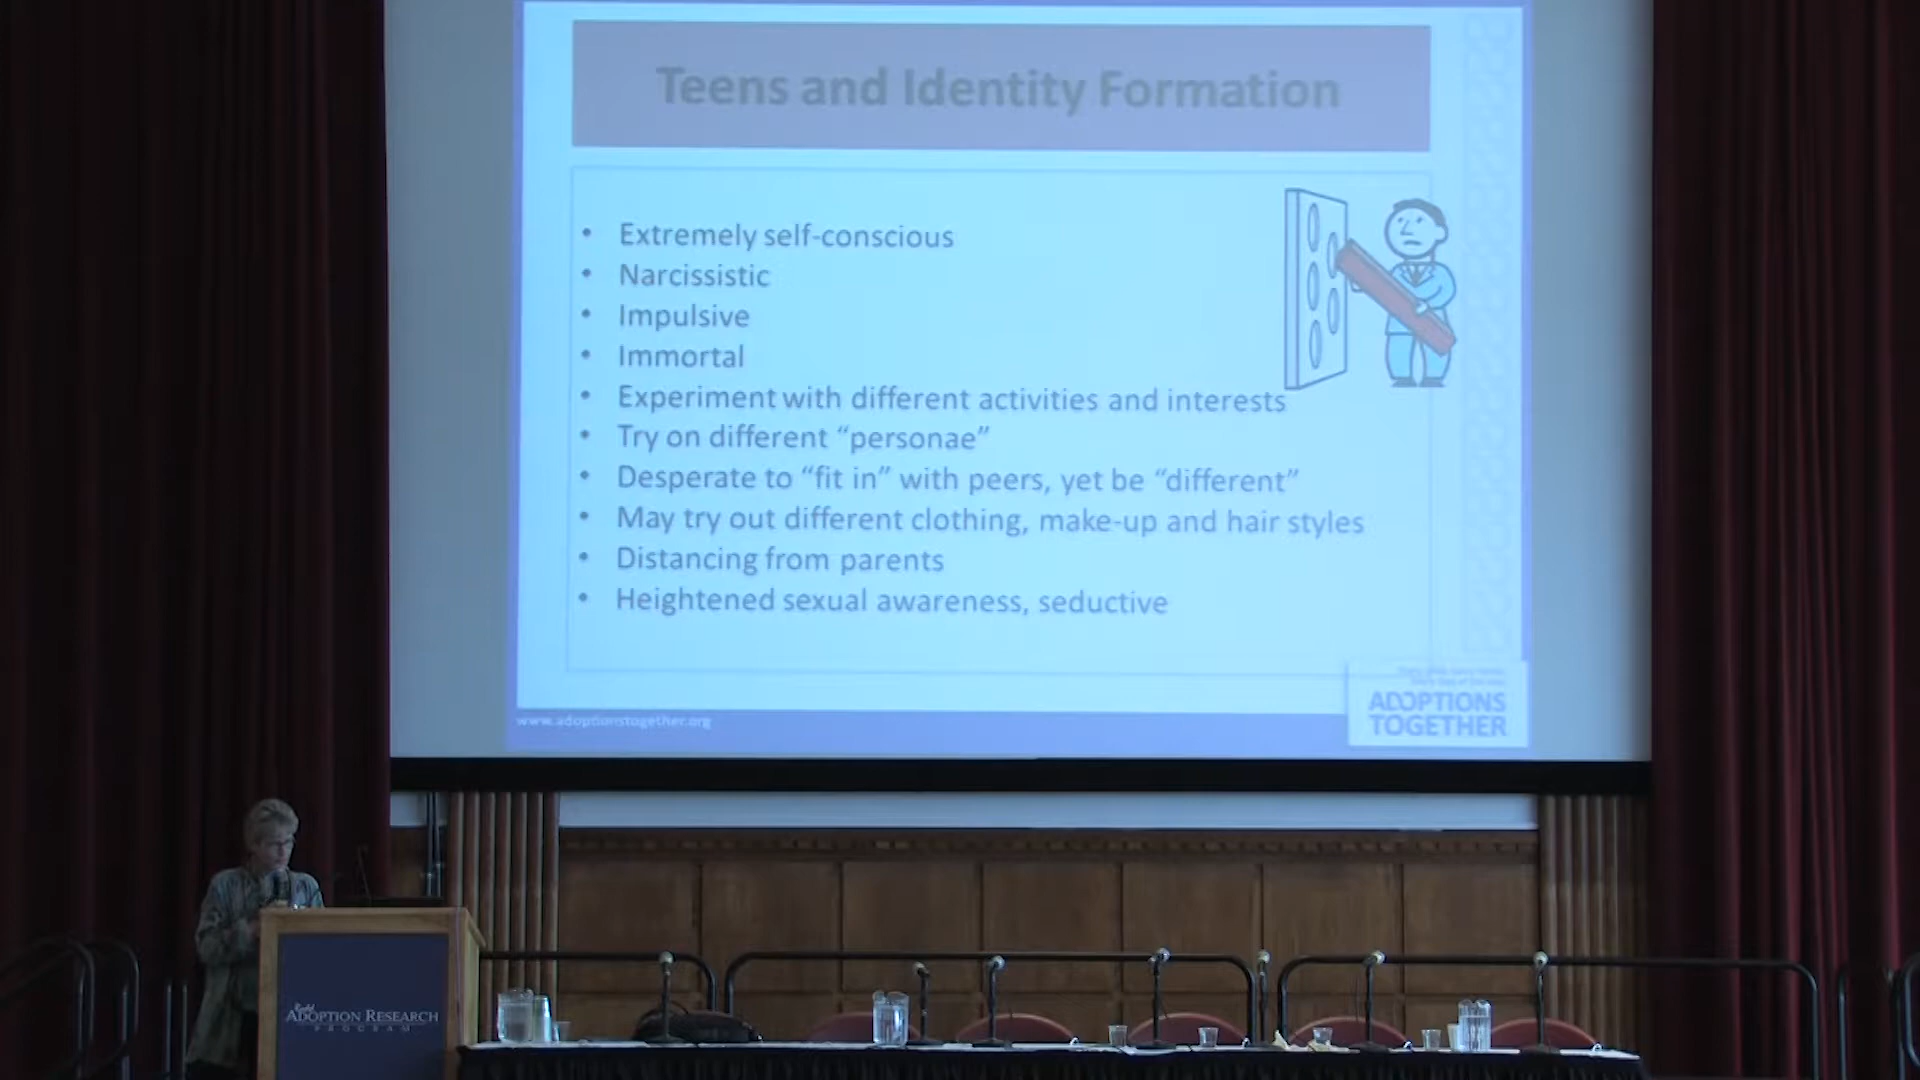 Teens and Identity Formation
• Extremely self-conscious
• Narcissistic
• Impulsive
• Immortal
• Experiment with different activities and interests
• Try on different “personae”
• Desperate to “fit in” with peers, yet be “different”
• May try out different clothing, make-up and hair styles
• Distancing from parents
• Heightened sexual awareness, seductive
www.adoptionstogether.org
ADOPTIONS
TOGETHER
Rudd
ADOPTION RESEARCH
PROGRAM